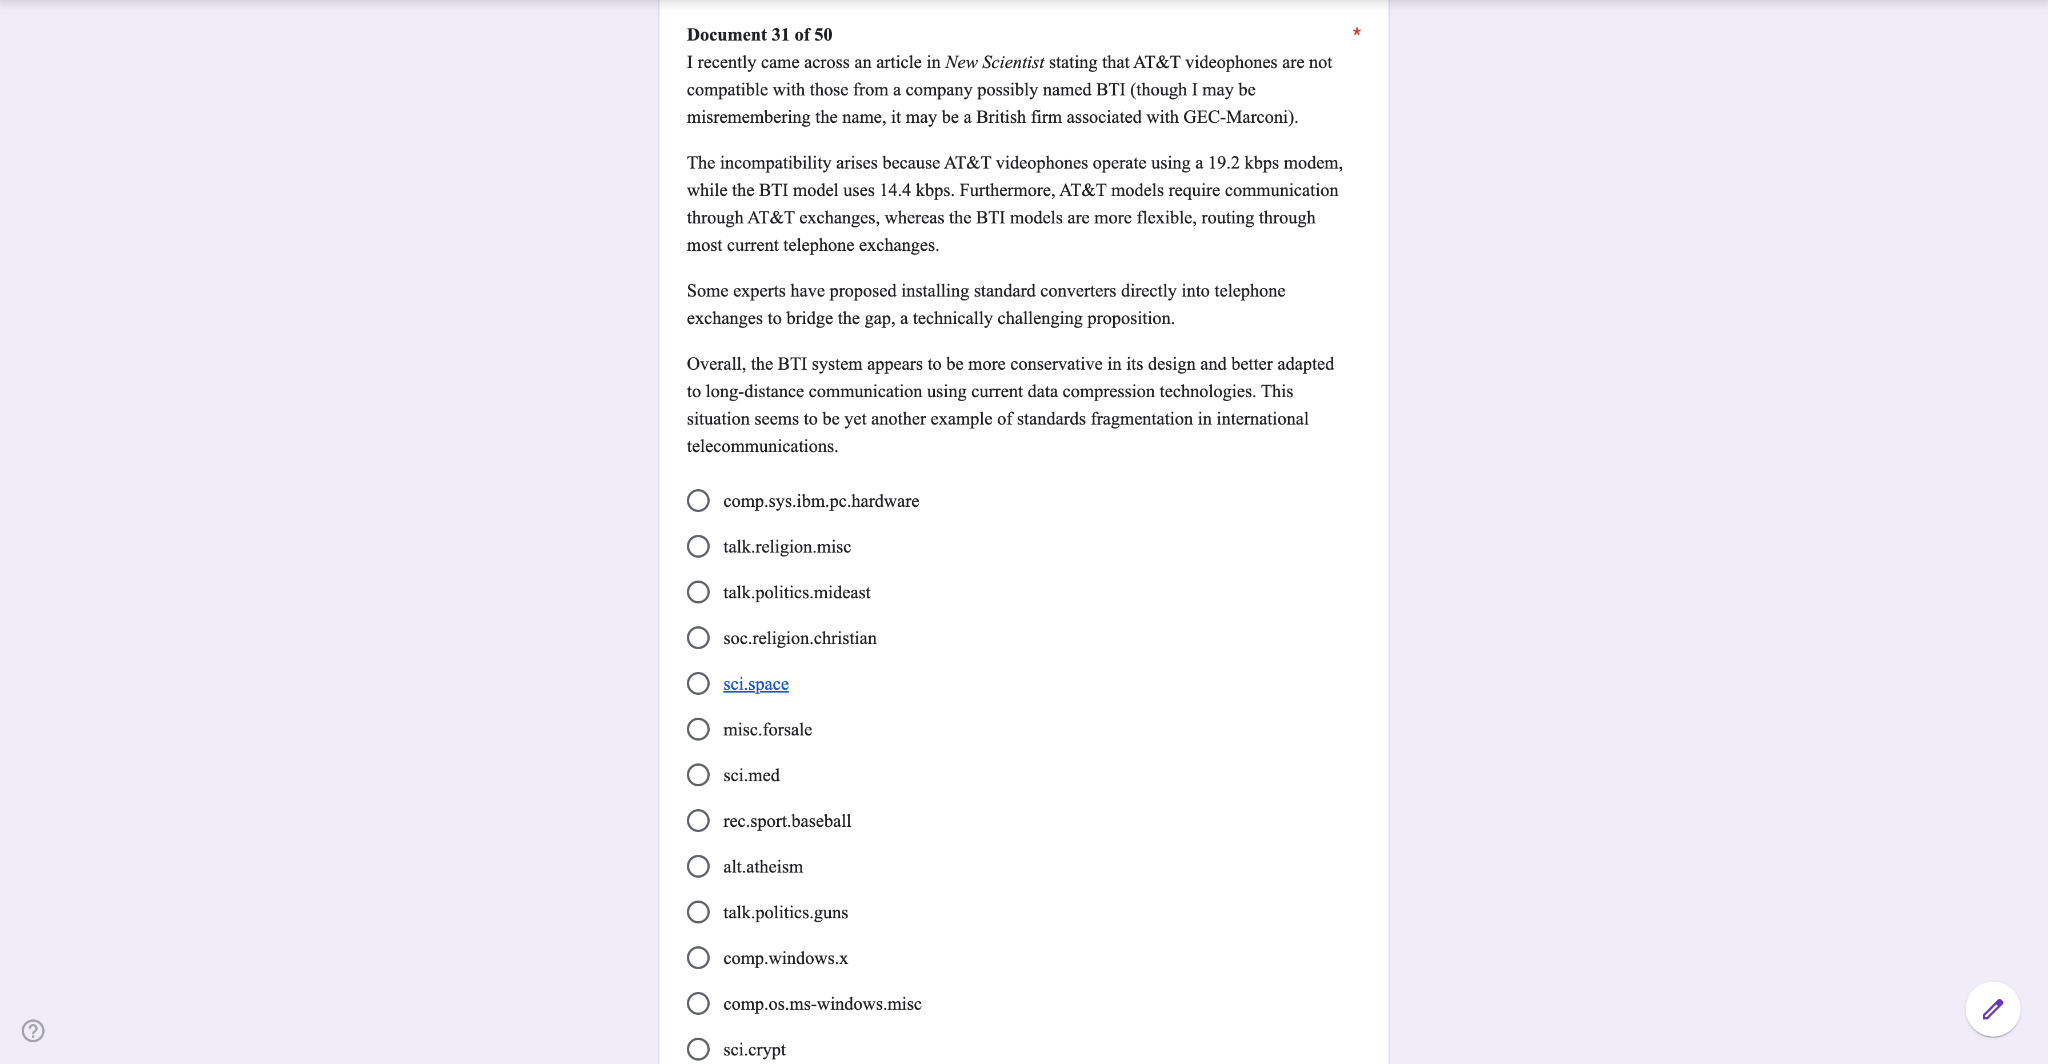 Document 31 of 50 *
I recently came across an article in New Scientist stating that AT&T videophones are not
compatible with those from a company possibly named BTI (though I may be
misremembering the name, it may be a British firm associated with GEC-Marconi).
The incompatibility arises because AT&T videophones operate using a 19.2 kbps modem,
while the BTI model uses 14.4 kbps. Furthermore, AT&T models require communication
through AT&T exchanges, whereas the BTI models are more flexible, routing through
most current telephone exchanges.
Some experts have proposed installing standard converters directly into telephone
exchanges to bridge the gap, a technically challenging proposition.
Overall, the BTI system appears to be more conservative in its design and better adapted
to long-distance communication using current data compression technologies. This
situation seems to be yet another example of standards fragmentation in international
telecommunications.
comp.sys.ibm.pc.hardware
talk.religion.misc
talk.politics.mideast
soc.religion.christian
sci.space
misc.forsale
sci.med
rec.sport.baseball
alt.atheism
talk.politics.guns
comp.windows.x
comp.os.ms-windows.misc
sci.crypt